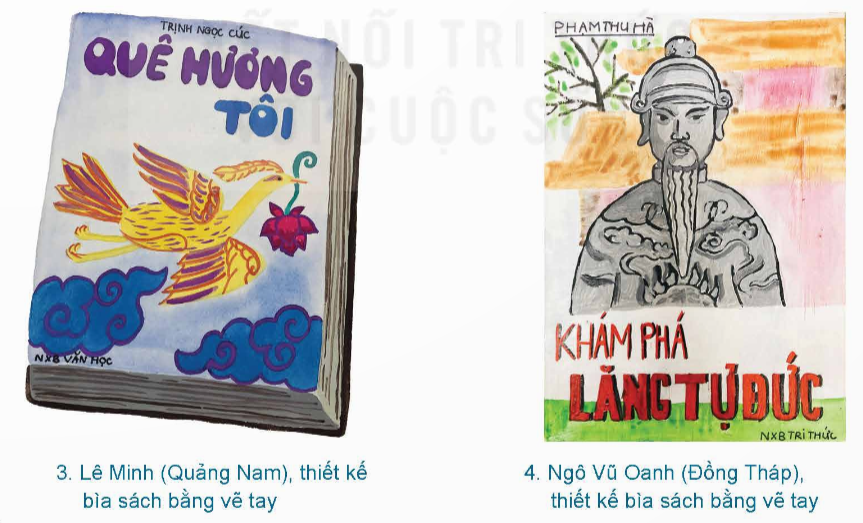 TRỊNH NGỌC CÚC
QUÊ HƯƠNG
TÔI
NXB VĂN HỌC
3. Lê Minh (Quảng Nam), thiết kế
bìa sách bằng vẽ tay
PHẠM THU HÀ
KHÁM PHÁ
LĂNG TỰ ĐỨC
NXB TRI THỨC
4. Ngô Vũ Oanh (Đồng Tháp),
thiết kế bìa sách bằng vẽ tay